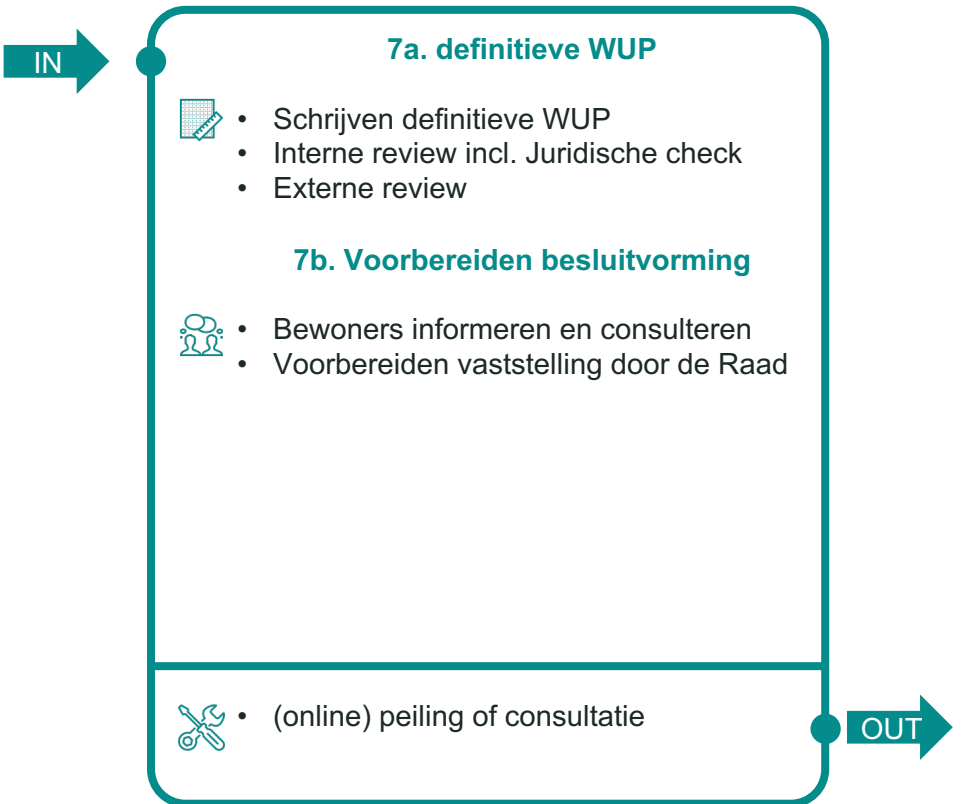 IN
7a. definitieve WUP
• Schrijven definitieve WUP
• Interne review incl. Juridische check
• Externe review
7b. Voorbereiden besluitvorming
• Bewoners informeren en consulteren
• Voorbereiden vaststelling door de Raad
• (online) peiling of consultatie
OUT